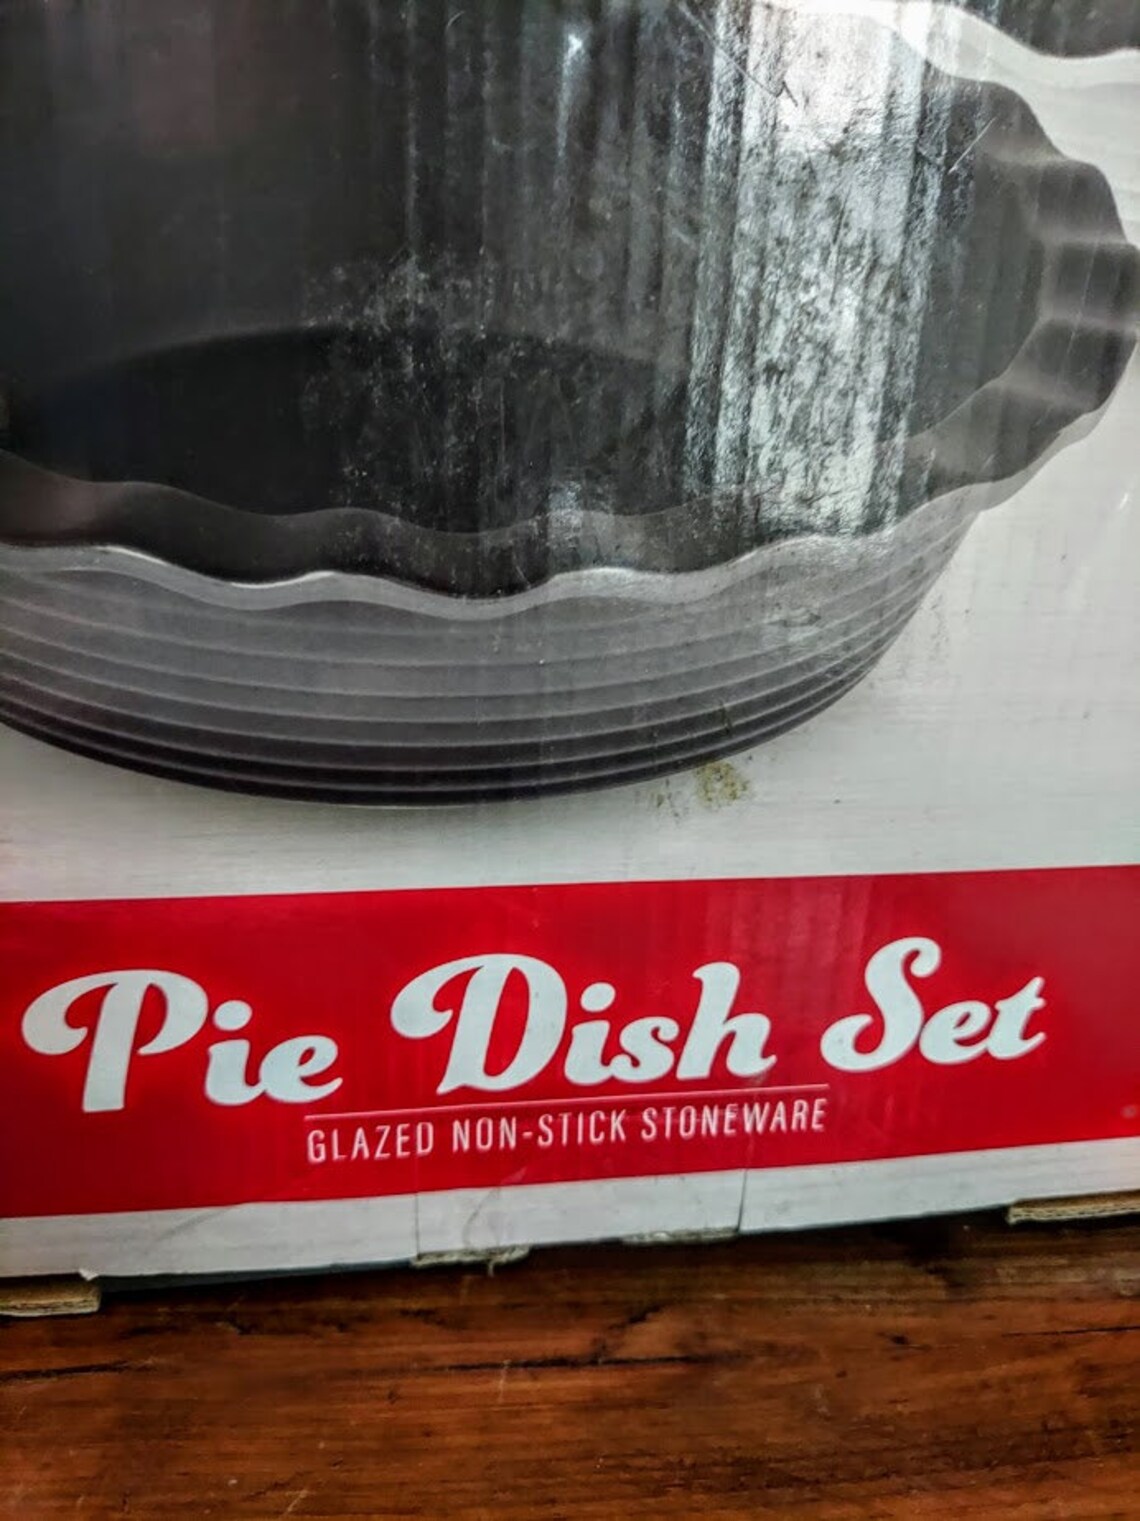 Pie Dish Set
GLAZED NON-STICK STONEWARE